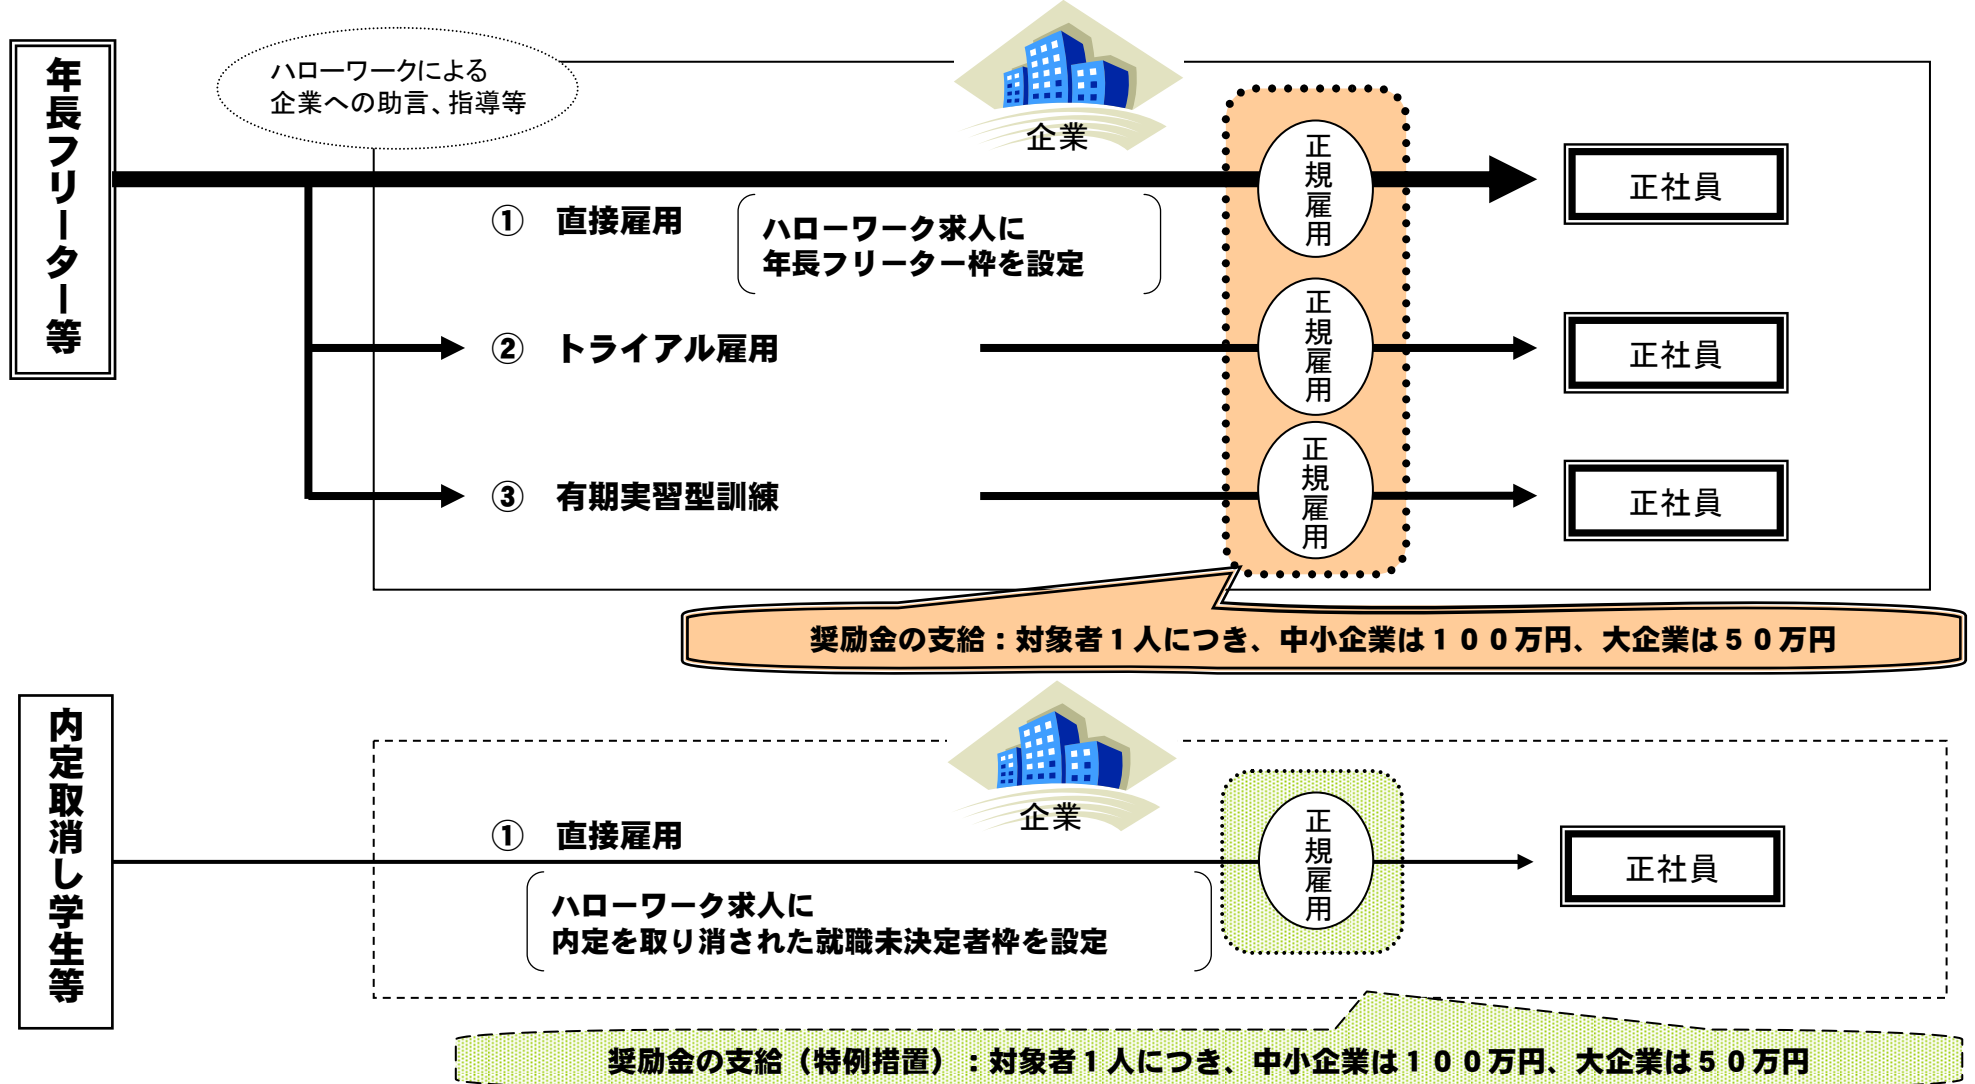 年長フリーター等
ハローワークによる
企業への助言、指導等
企業
① 直接雇用
ハローワーク求人に
年長フリーター枠を設定
正規雇用
正社員
② トライアル雇用
正規雇用
正社員
③ 有期実習型訓練
正規雇用
正社員
奨励金の支給：対象者１人につき、中小企業は１００万円、大企業は５０万円
内定取消し学生等
企業
① 直接雇用
ハローワーク求人に
内定を取り消された就職未決定者枠を設定
正規雇用
正社員
奨励金の支給（特例措置）：対象者１人につき、中小企業は１００万円、大企業は５０万円